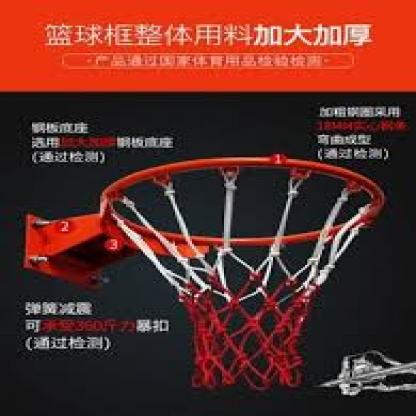 篮球框整体用料加大加厚
·产品通过国家体育用品检验检测·
钢板底座
选用加大加厚钢板底座
(通过检测)
加粗钢圈采用
18MM实心钢条
弯曲成型
(通过检测)
1
2
3
弹簧减震
可承受360斤力暴扣
(通过检测)